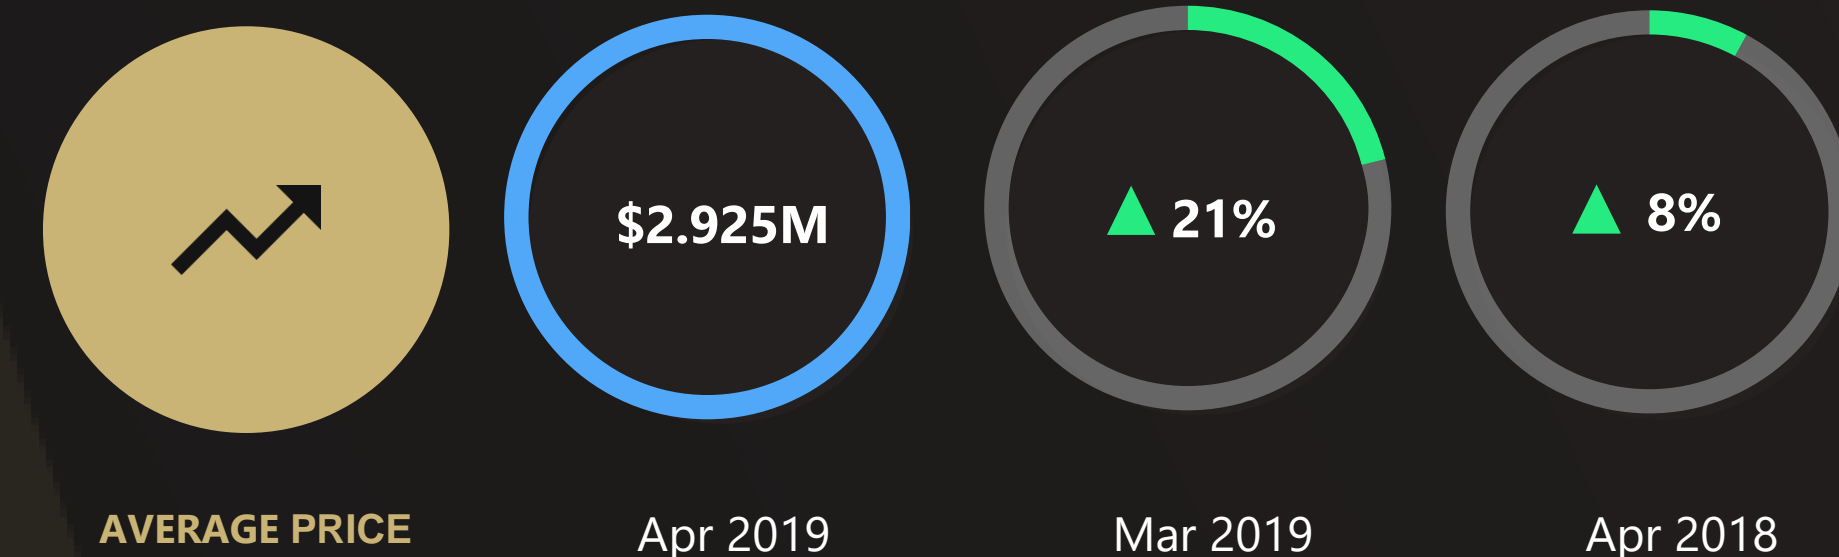 $2.925M
▲ 21%
▲ 8%
AVERAGE PRICE
Apr 2019
Mar 2019
Apr 2018